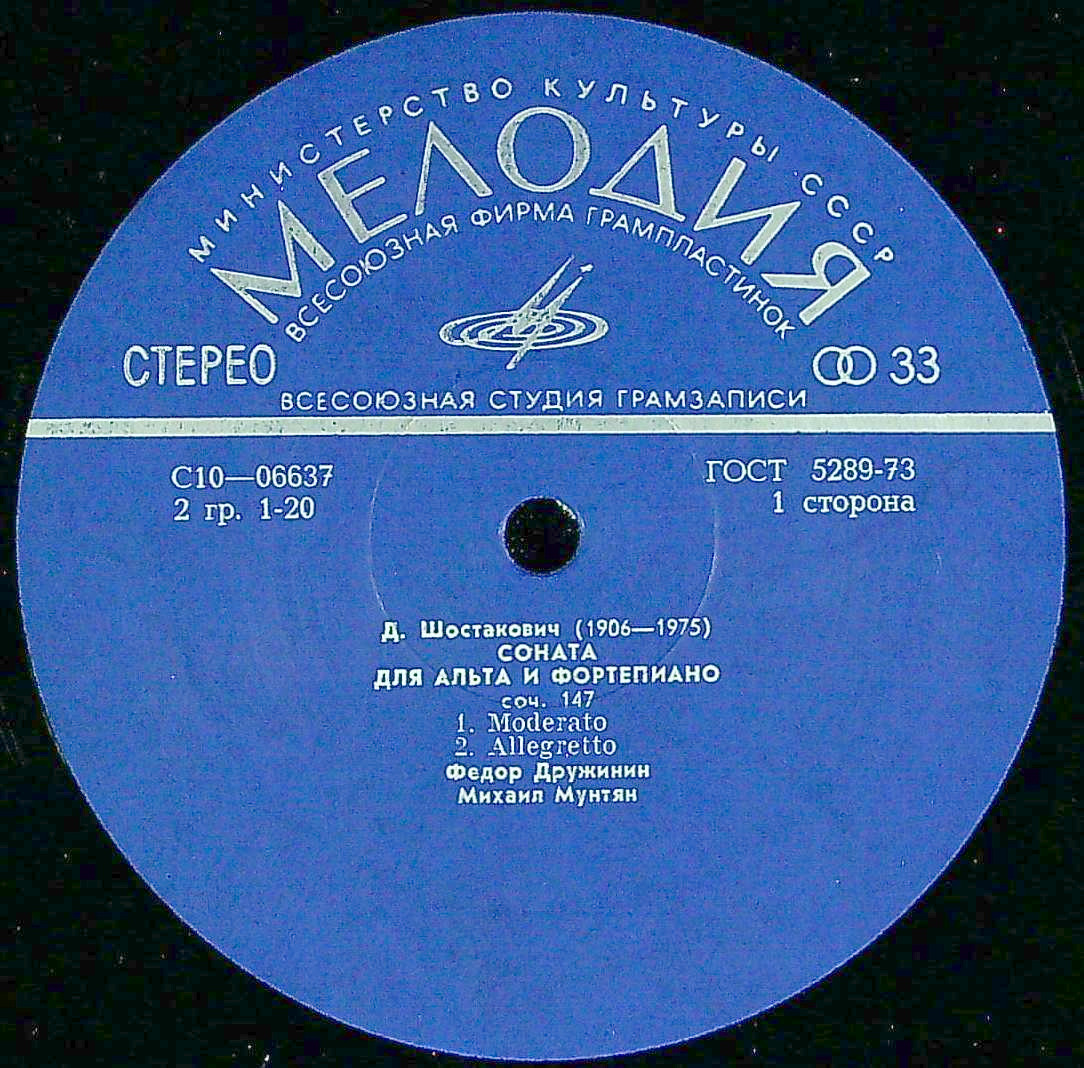 МИНИСТЕРСТВО КУЛЬТУРЫ СССР
МЕЛОДИЯ
ВСЕСОЮЗНАЯ ФИРМА ГРАМПЛАСТИНОК
СТЕРЕО
33
ВСЕСОЮЗНАЯ СТУДИЯ ГРАМЗАПИСИ
С10—06637
ГОСТ 5289-73
2 гр. 1-20
1 сторона
Д. Шостакович (1906—1975)
СОНАТА
ДЛЯ АЛЬТА И ФОРТЕПИАНО
соч. 147
1. Moderato
2. Allegretto
Федор Дружинин
Михаил Мунтян